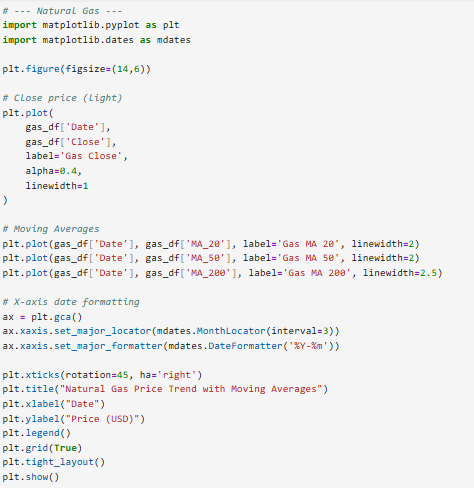 # --- Natural Gas ---
import matplotlib.pyplot as plt
import matplotlib.dates as mdates

plt.figure(figsize=(14,6))

# Close price (light)
plt.plot(
    gas_df['Date'],
    gas_df['Close'],
    label='Gas Close',
    alpha=0.4,
    linewidth=1
)

# Moving Averages
plt.plot(gas_df['Date'], gas_df['MA_20'], label='Gas MA 20', linewidth=2)
plt.plot(gas_df['Date'], gas_df['MA_50'], label='Gas MA 50', linewidth=2)
plt.plot(gas_df['Date'], gas_df['MA_200'], label='Gas MA 200', linewidth=2.5)

# X-axis date formatting
ax = plt.gca()
ax.xaxis.set_major_locator(mdates.MonthLocator(interval=3))
ax.xaxis.set_major_formatter(mdates.DateFormatter('%Y-%m'))

plt.xticks(rotation=45, ha='right')
plt.title("Natural Gas Price Trend with Moving Averages")
plt.xlabel("Date")
plt.ylabel("Price (USD)")
plt.legend()
plt.grid(True)
plt.tight_layout()
plt.show()